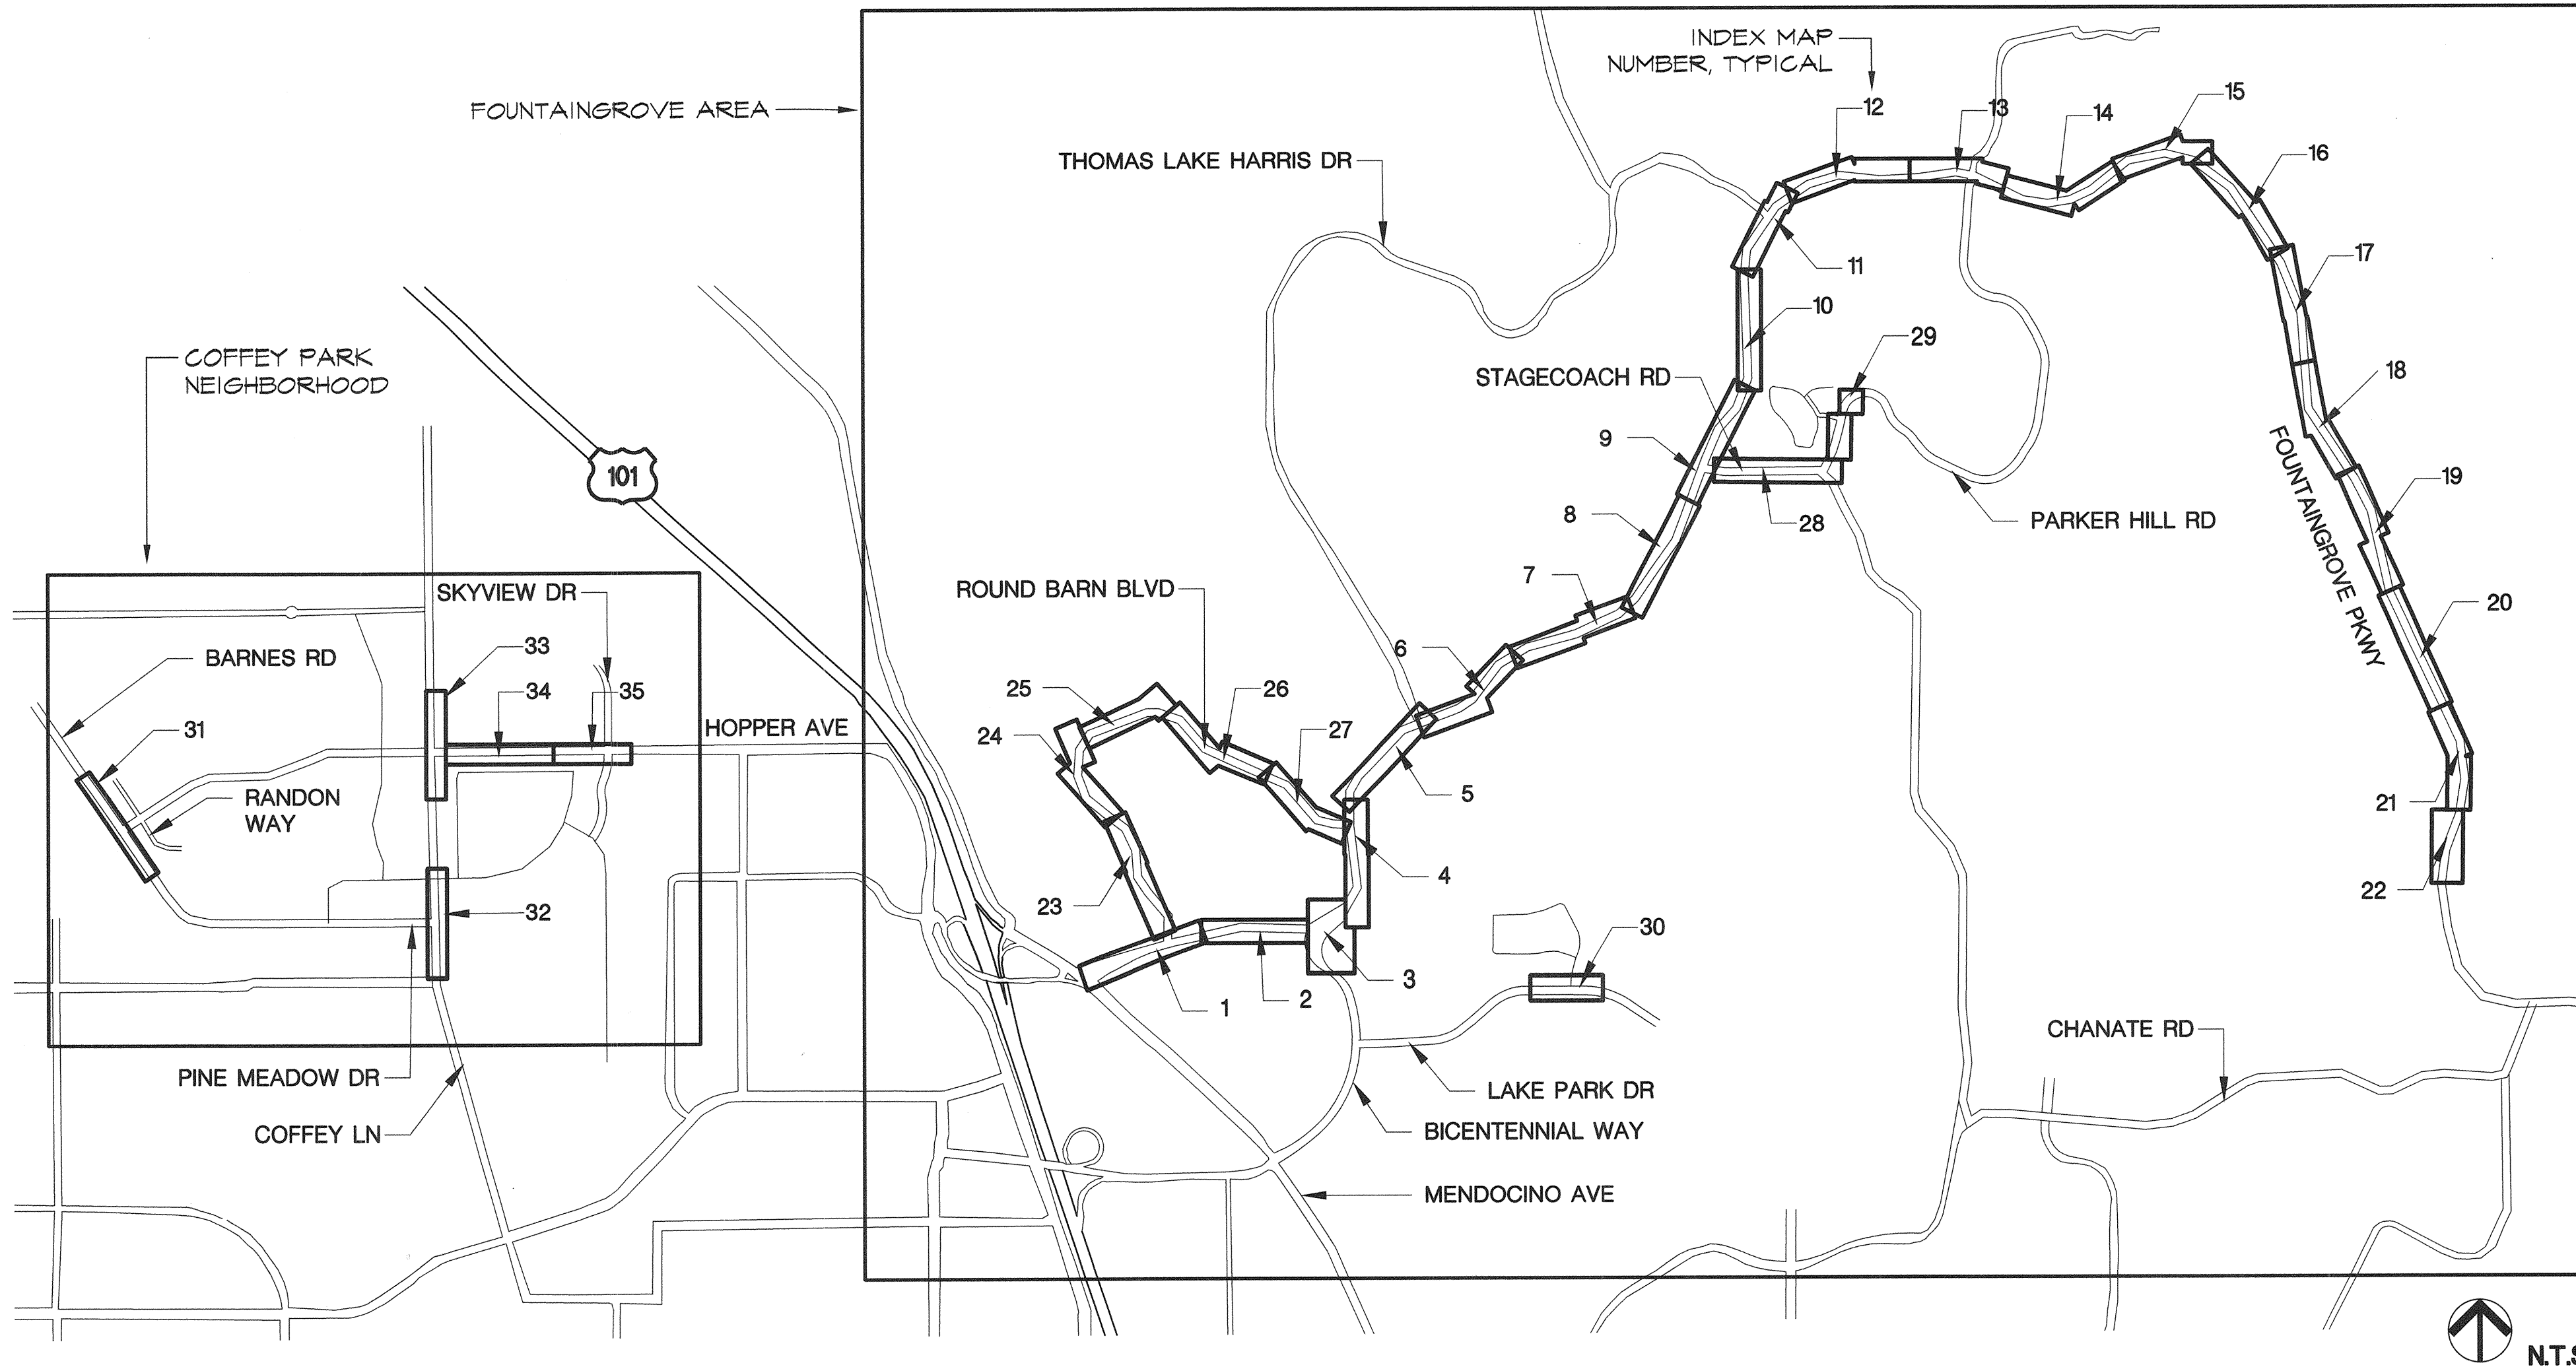 INDEX MAP
NUMBER, TYPICAL
FOUNTAINGROVE AREA
12
13
14
15
16
THOMAS LAKE HARRIS DR
17
11
10
COFFEY PARK
NEIGHBORHOOD
STAGECOACH RD
29
18
101
9
FOUNTAINGROVE PKWY
19
8
28
PARKER HILL RD
SKYVIEW DR
ROUND BARN BLVD
7
20
BARNES RD
33
6
34
35
25
26
31
HOPPER AVE
24
27
RANDON
WAY
5
21
4
22
32
23
30
3
1
2
CHANATE RD
PINE MEADOW DR
LAKE PARK DR
COFFEY LN
BICENTENNIAL WAY
MENDOCINO AVE
N.T.S